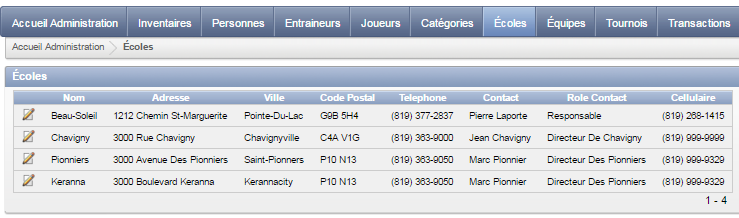 Accueil Administration Inventaires Personnes Entraineurs Joueurs Catégories Écoles Équipes Tournois Transactions
Accueil Administration Écoles
Écoles
Nom Adresse Ville Code Postal Telephone Contact Role Contact Cellulaire
Beau-Soleil 1212 Chemin St-Marguerite Pointe-Du-Lac G9B 5H4 (819) 377-2837 Pierre Laporte Responsable (819) 268-1415
Chavigny 3000 Rue Chavigny Chavignyville C4A V1G (819) 363-9000 Jean Chavigny Directeur De Chavigny (819) 999-9999
Pionniers 3000 Avenue Des Pionniers Saint-Pionners P10 N13 (819) 363-9050 Marc Pionnier Directeur Des Pionniers (819) 999-9329
Keranna 3000 Boulevard Keranna Kerannacity P10 N13 (819) 363-9050 Marc Pionnier Directeur Des Pionniers (819) 999-9329
1 - 4